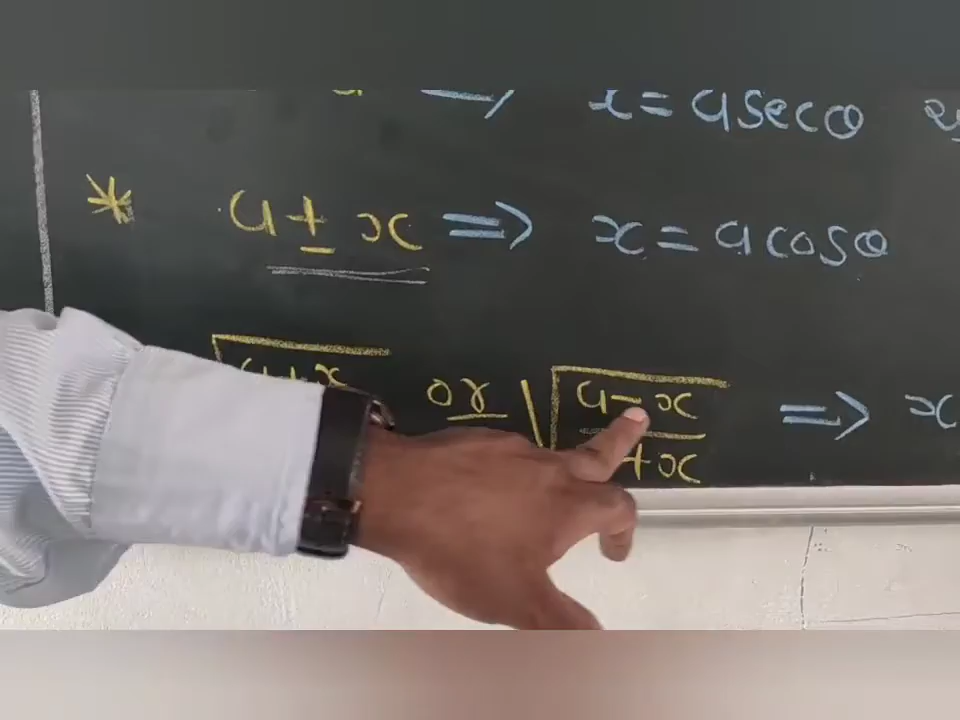 ⇒ x = a secθ
* a ± x ⇒ x = a cosθ
√a+x or √a-x/+x ⇒ x